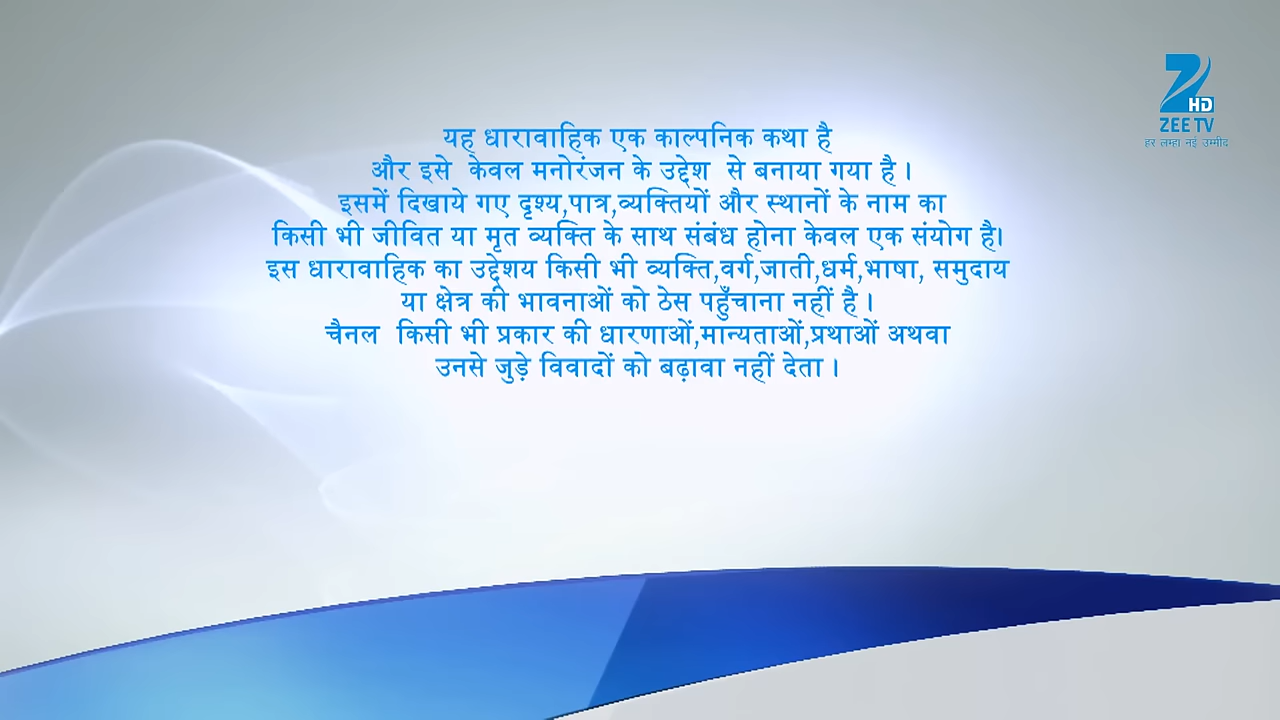 HD
ZEE TV
हर लम्हा नई उम्मीद
यह धारावाहिक एक काल्पनिक कथा है
और इसे केवल मनोरंजन के उद्देश से बनाया गया है ।
इसमें दिखाये गए दृश्य,पात्र,व्यक्तियों और स्थानों के नाम का
किसी भी जीवित या मृत व्यक्ति के साथ संबंध होना केवल एक संयोग है।
इस धारावाहिक का उद्देशय किसी भी व्यक्ति,वर्ग,जाती,धर्म,भाषा, समुदाय
या क्षेत्र की भावनाओं को ठेस पहुँचाना नहीं है ।
चैनल किसी भी प्रकार की धारणाओं,मान्यताओं,प्रथाओं अथवा
उनसे जुड़े विवादों को बढ़ावा नहीं देता ।